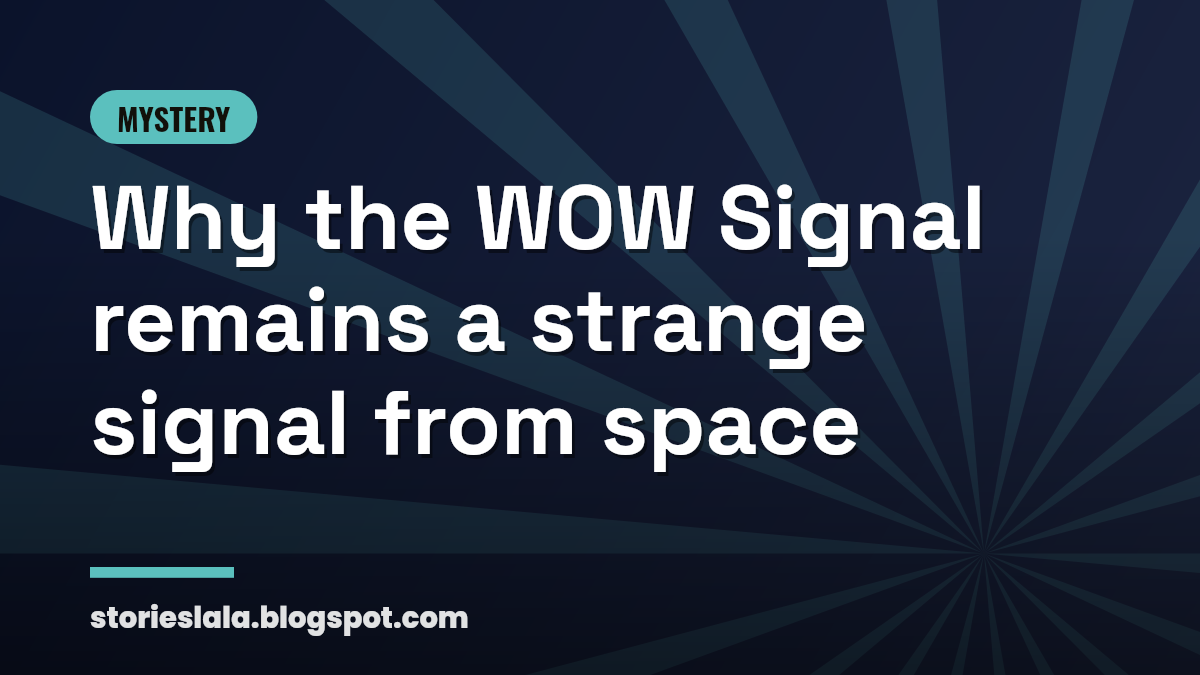 MYSTERY
Why the WOW Signal
remains a strange
signal from space
storieslala.blogspot.com